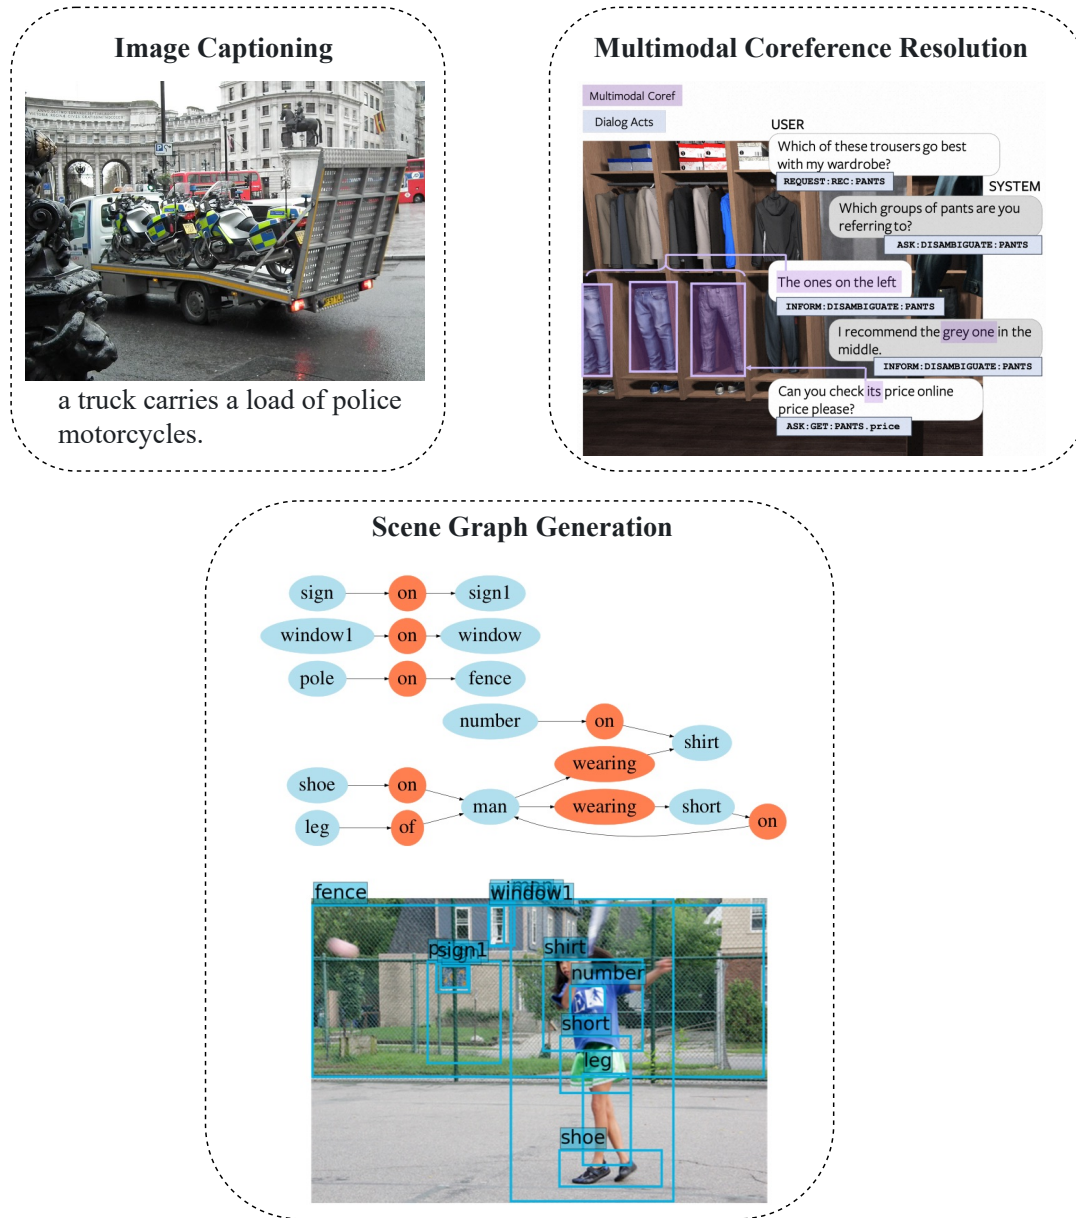 Image Captioning
a truck carries a load of police
motorcycles.
Multimodal Coreference Resolution
Multimodal Coref
Dialog Acts
USER
Which of these trousers go best
with my wardrobe?
REQUEST:REC:PANTS
SYSTEM
Which groups of pants are you
referring to?
ASK:DISAMBIGUATE:PANTS
The ones on the left
INFORM:DISAMBIGUATE:PANTS
I recommend the grey one in the
middle.
INFORM:DISAMBIGUATE:PANTS
Can you check its price online
price please?
ASK:GET:PANTS.price
Scene Graph Generation
sign on sign1
window1 on window
pole on fence
number on shirt
wearing
shoe on man wearing short on
leg of
fence
window1
sign1
shirt
number
short
leg
shoe